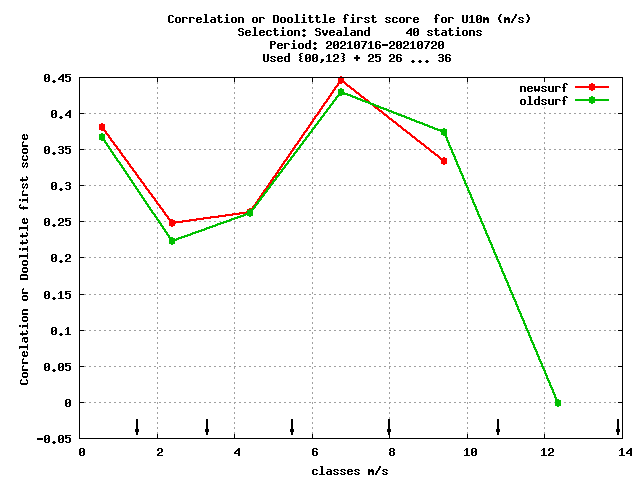 Correlation or Doolittle first score  for U10m (m/s)
Selection: Svealand     40 stations
Period: 20210716-20210720
Used {00,12} + 25 26 ... 36
newsurf
oldsurf
Correlation or Doolittle first score
0.45
0.4
0.35
0.3
0.25
0.2
0.15
0.1
0.05
0
-0.05
0 2 4 6 8 10 12 14
classes m/s